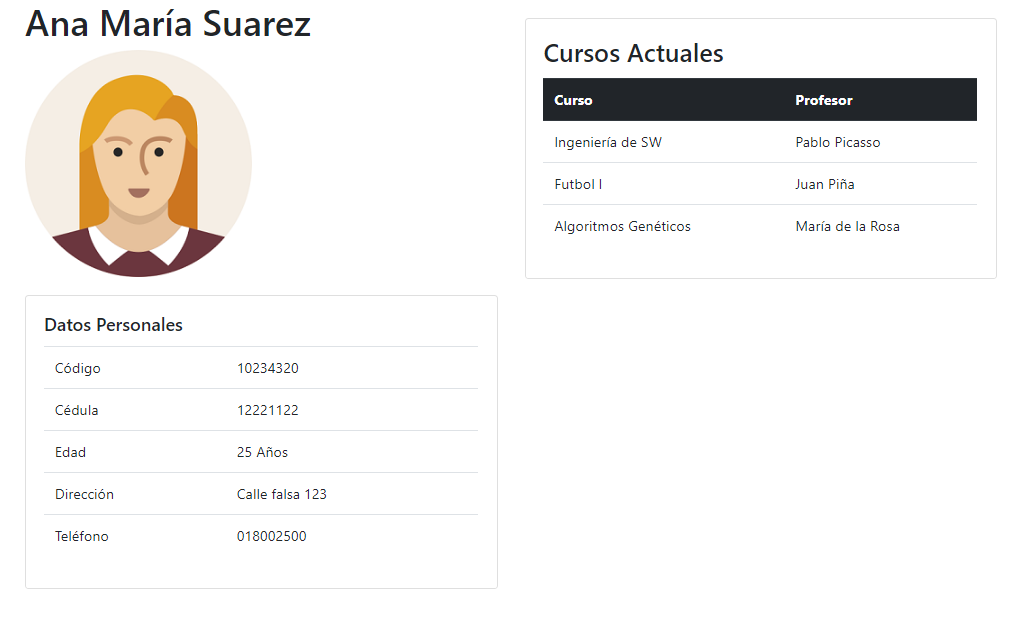 Ana María Suarez
Datos Personales
Código 10234320
Cédula 12221122
Edad 25 Años
Dirección Calle falsa 123
Teléfono 018002500
Cursos Actuales
Curso Profesor
Ingeniería de SW Pablo Picasso
Futbol I Juan Piña
Algoritmos Genéticos María de la Rosa